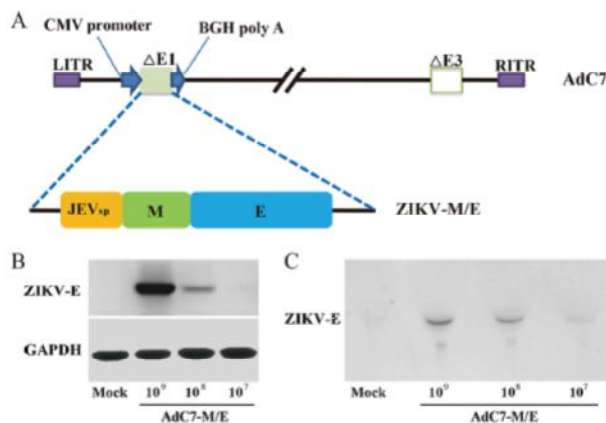 A
CMV promoter
BGH poly A
LITR
△E1
△E3
RITR
AdC7
JEVsp
M
E
ZIKV-M/E
B
ZIKV-E
GAPDH
Mock 10⁹ 10⁸ 10⁷
AdC7-M/E
C
ZIKV-E
Mock 10⁹ 10⁸ 10⁷
AdC7-M/E